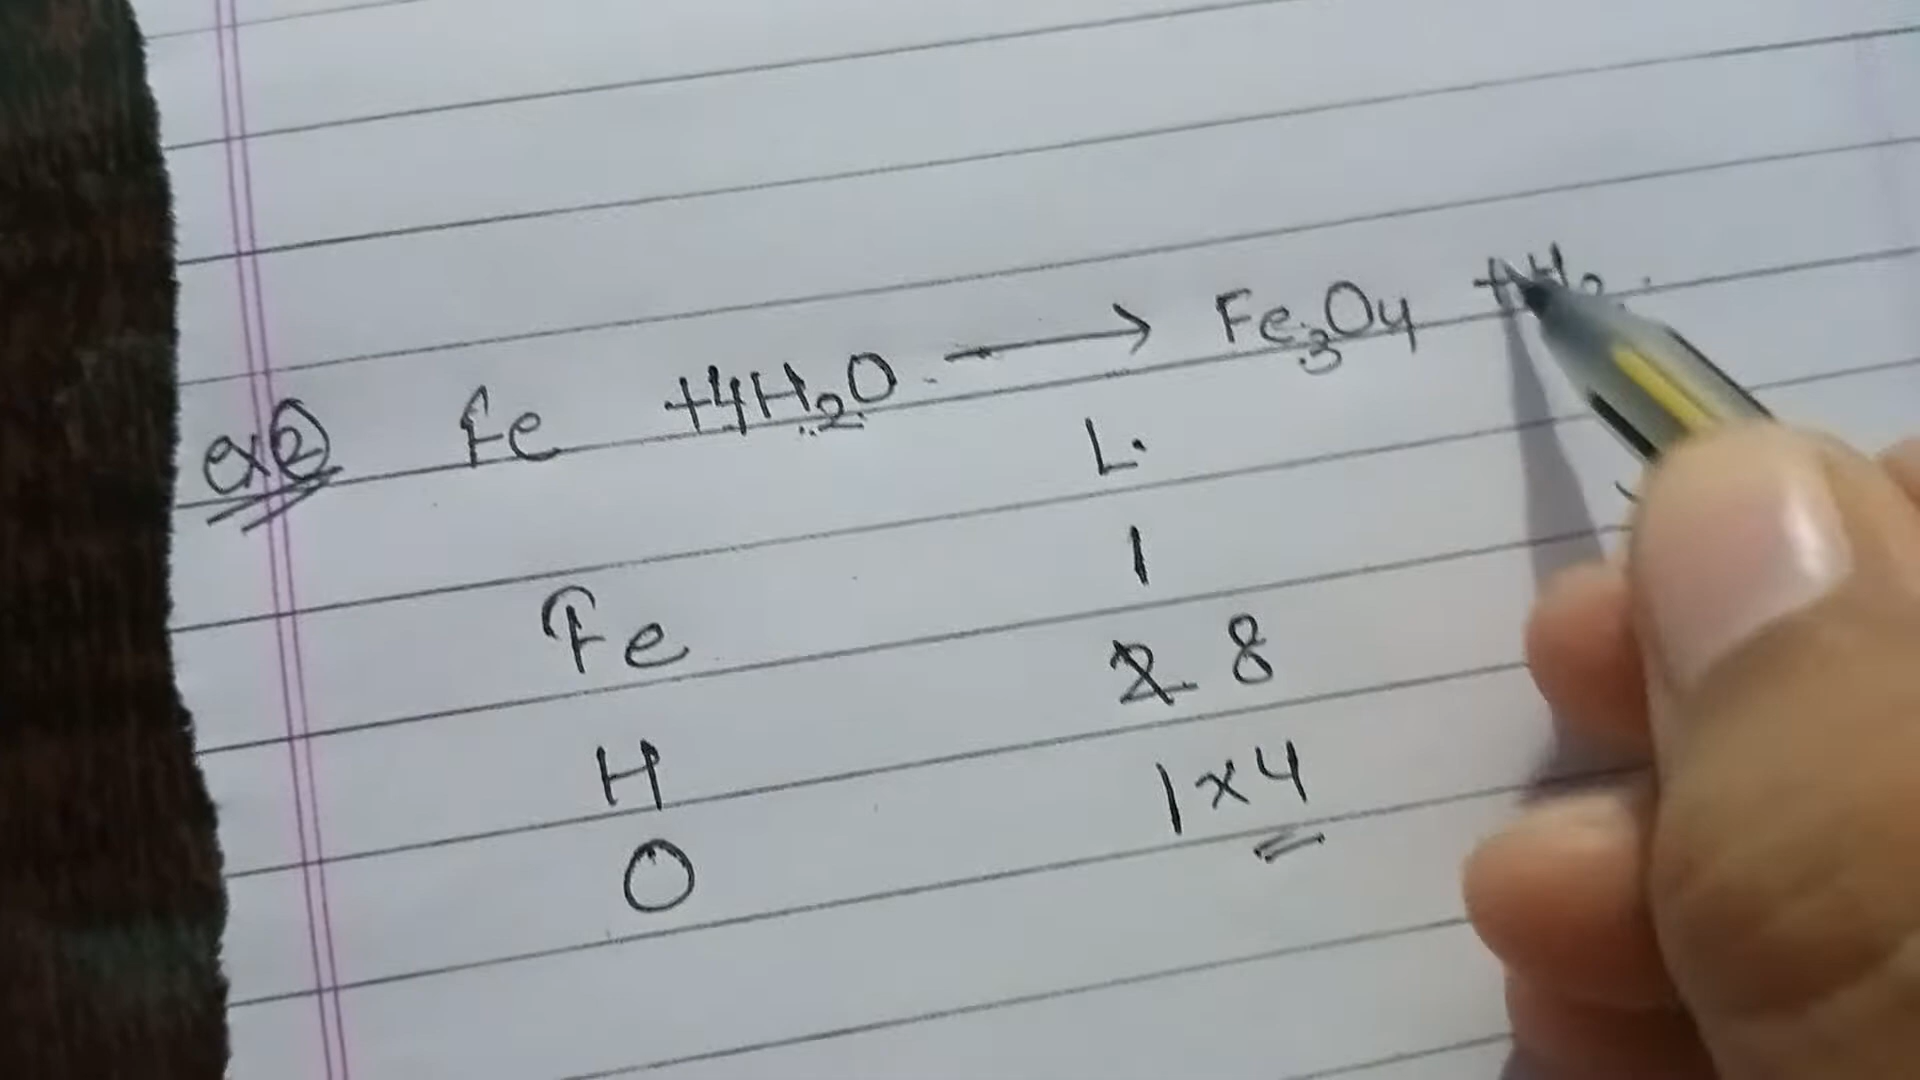 ex② Fe +4H₂O → Fe₃O₄ + H₂
L.
Fe 1
H 2 8
O 1×4